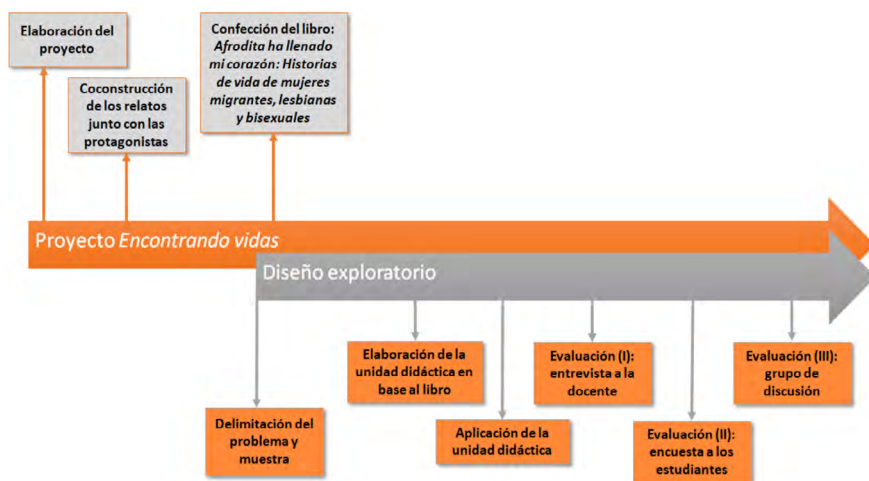 Elaboración del
proyecto
Coconstrucción
de los relatos
junto con las
protagonistas
Confección del libro:
Afrodita ha llenado
mi corazón: Historias
de vida de mujeres
migrantes, lesbianas
y bisexuales
Proyecto Encontrando vidas
Diseño exploratorio
Delimitación del
problema y
muestra
Elaboración de la
unidad didáctica en
base al libro
Aplicación de la
unidad didáctica
Evaluación (I):
entrevista a la
docente
Evaluación (II):
encuesta a los
estudiantes
Evaluación (III):
grupo de
discusión